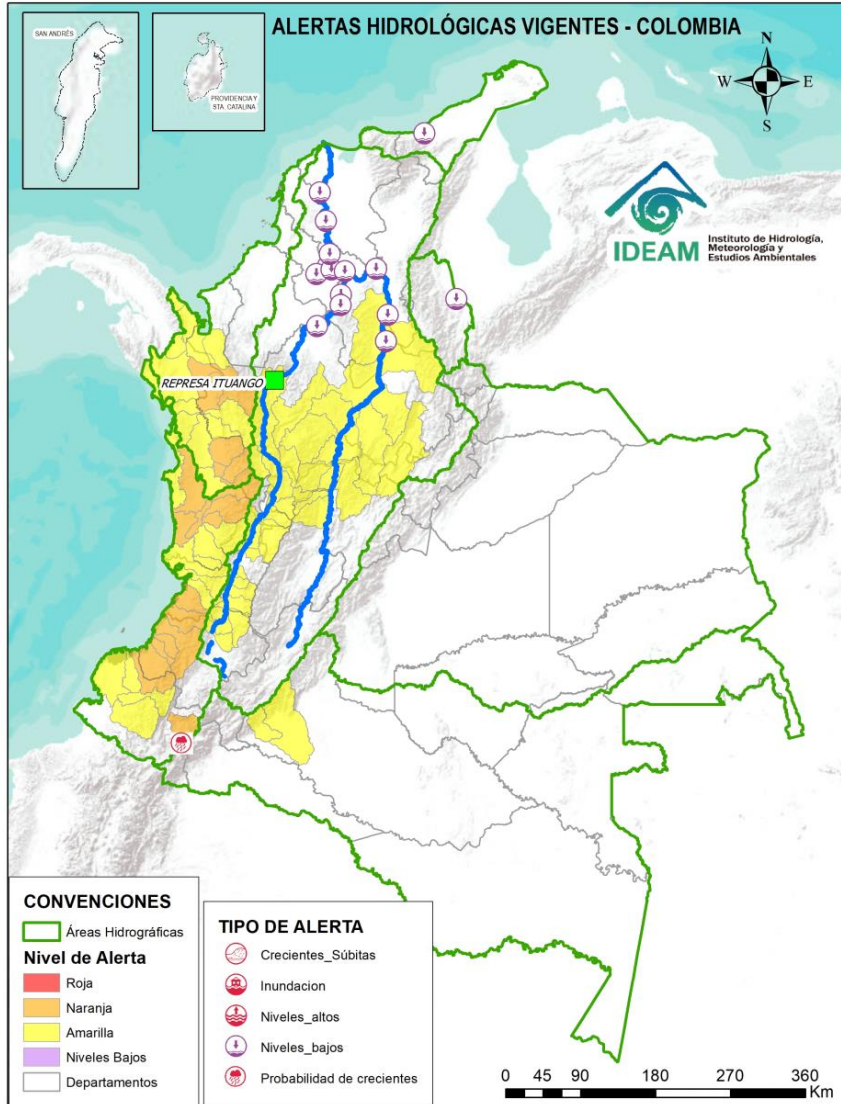 ALERTAS HIDROLÓGICAS VIGENTES - COLOMBIA
SAN ANDRÉS
PROVIDENCIA Y
STA. CATALINA
N
W
E
S
IDEAM
Instituto de Hidrología,
Meteorología y
Estudios Ambientales
REPRESA ITUANGO
CONVENCIONES
Áreas Hidrográficas
Nivel de Alerta
Roja
Naranja
Amarilla
Niveles Bajos
Departamentos
TIPO DE ALERTA
Crecientes_Súbitas
Inundacion
Niveles_altos
Niveles_bajos
Probabilidad de crecientes
0 45 90 180 270 360
Km